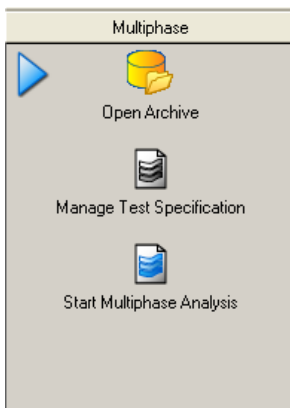 Multiphase
Open Archive
Manage Test Specification
Start Multiphase Analysis